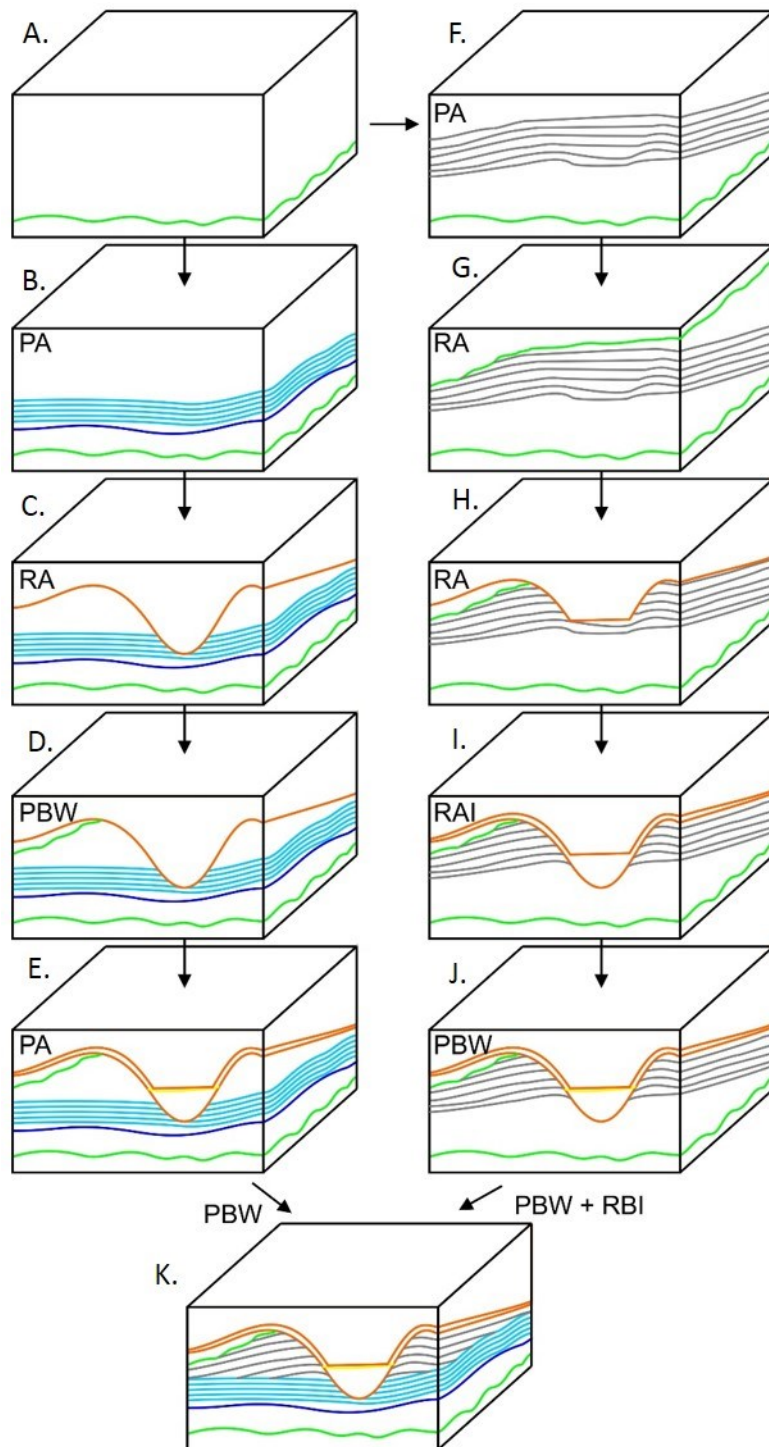 A.
F.
PA
B.
PA
G.
RA
C.
RA
H.
RA
D.
PBW
I.
RAI
E.
PA
J.
PBW
PBW
PBW + RBI
K.